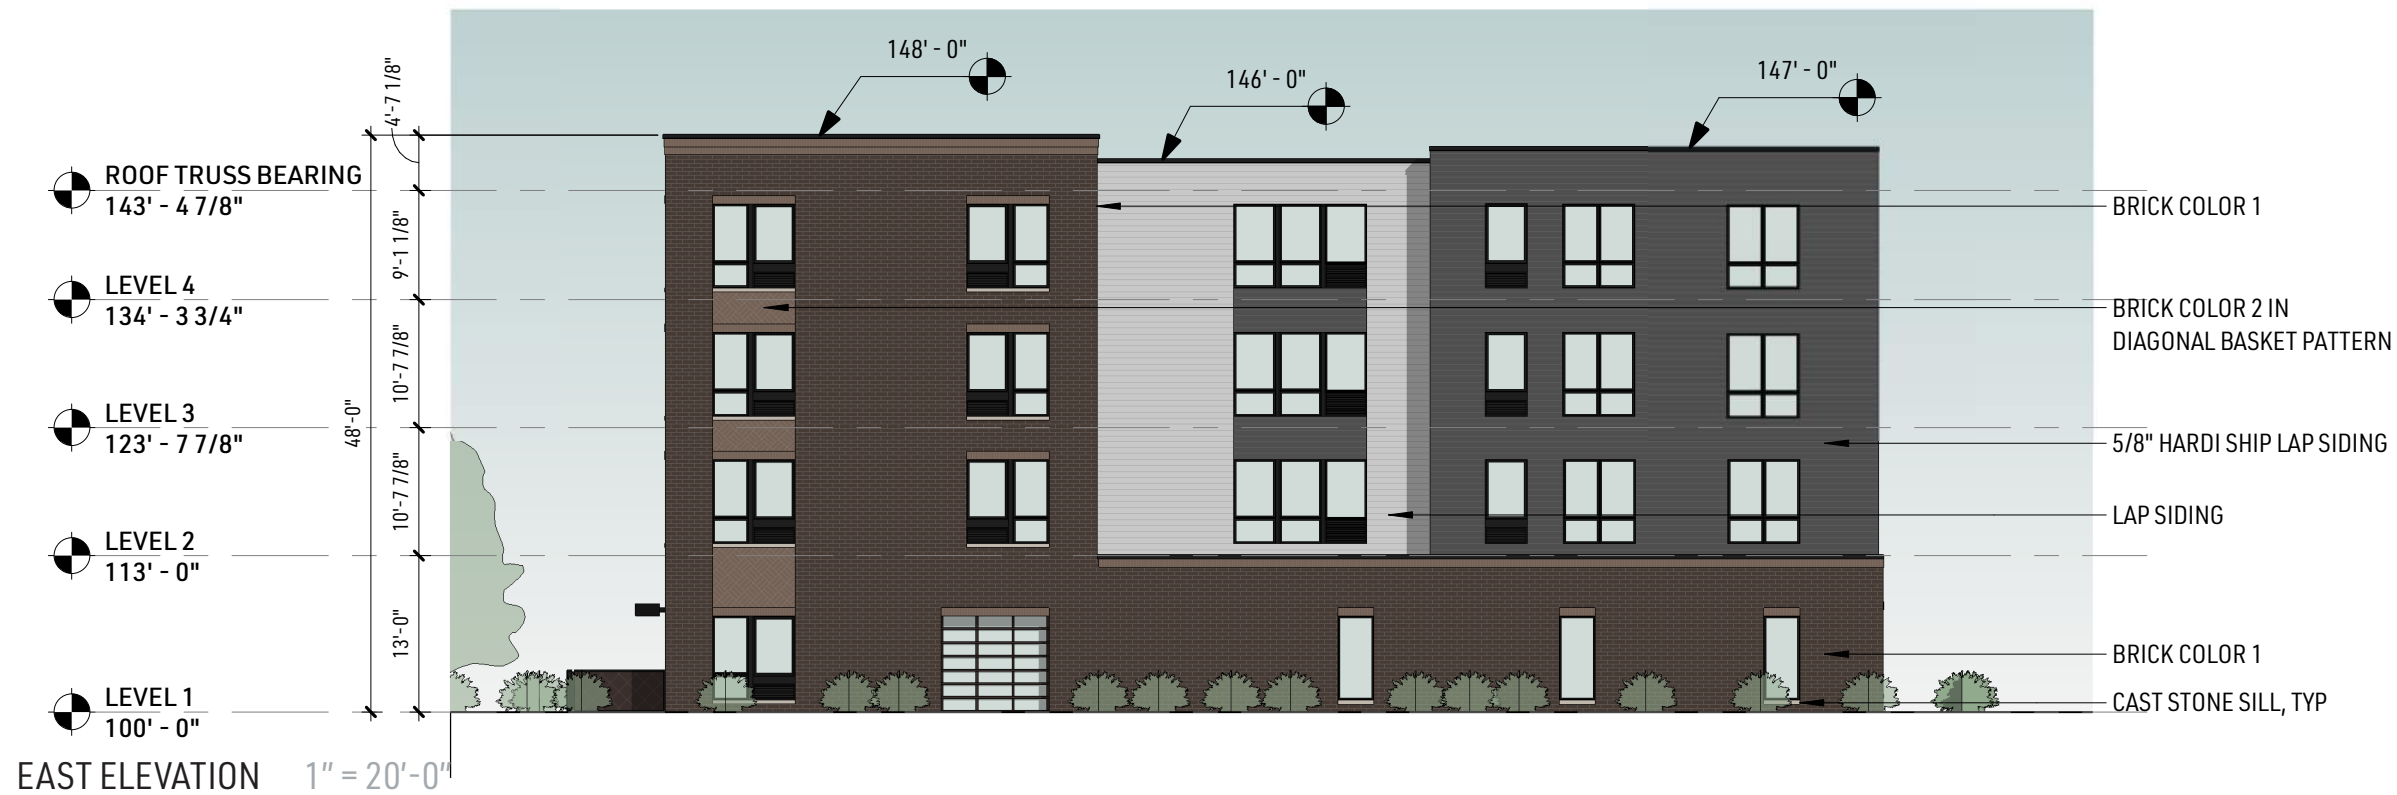 148' - 0"
146' - 0"
147' - 0"
4'-7 1/8"
ROOF TRUSS BEARING
143' - 4 7/8"
9'-1 1/8"
BRICK COLOR 1
LEVEL 4
134' - 3 3/4"
BRICK COLOR 2 IN
DIAGONAL BASKET PATTERN
10'-7 7/8"
LEVEL 3
123' - 7 7/8"
48'-0"
5/8" HARDI SHIP LAP SIDING
10'-7 7/8"
LAP SIDING
LEVEL 2
113' - 0"
13'-0"
BRICK COLOR 1
LEVEL 1
100' - 0"
CAST STONE SILL, TYP
EAST ELEVATION 1" = 20'-0"